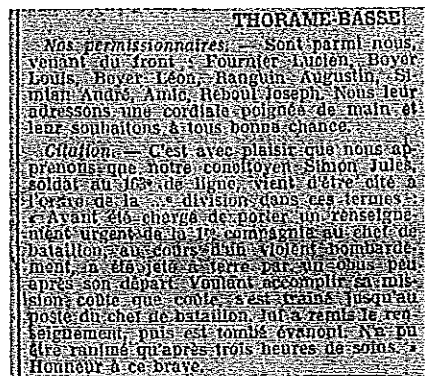 THORAME-BASSE
Nos permissionnaires. — Sont parmi nous,
venant du front : Fournier Lucien, Boyer
Louis, Boyer Léon, Ranguin Augustin, Si-
mian André, Amic, Reboul Joseph. Nous leur
adressons une cordiale poignée de main et
leur souhaitons à tous bonne chance.
Citation. — C'est avec plaisir que nous ap-
prenons que notre concitoyen Simon Jules,
soldat au de ligne, vient d'être cité à
l'ordre de la division dans ces termes :
« Ayant été chargé de porter un renseigne-
ment urgent de la compagnie au chef de
bataillon, au cours d'un violent bombarde-
ment, a été jeté à terre par un obus peu
après son départ. Voulant accomplir sa mis-
sion coûte que coûte s'est traîné jusqu'au
poste du chef de bataillon, lui a remis le ren-
seignement, puis est tombé évanoui. N'a pu
être ranimé qu'après trois heures de soins. »
Honneur à ce brave.